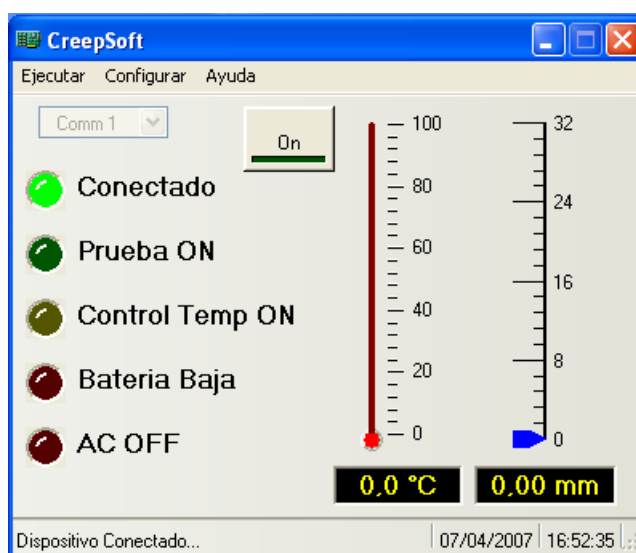 CreepSoft
Ejecutar Configurar Ayuda
Comm 1
On
Conectado
Prueba ON
Control Temp ON
Bateria Baja
AC OFF
100
80
60
40
20
0
32
24
16
8
0
0,0 °C
0,00 mm
Dispositivo Conectado...
07/04/2007
16:52:35